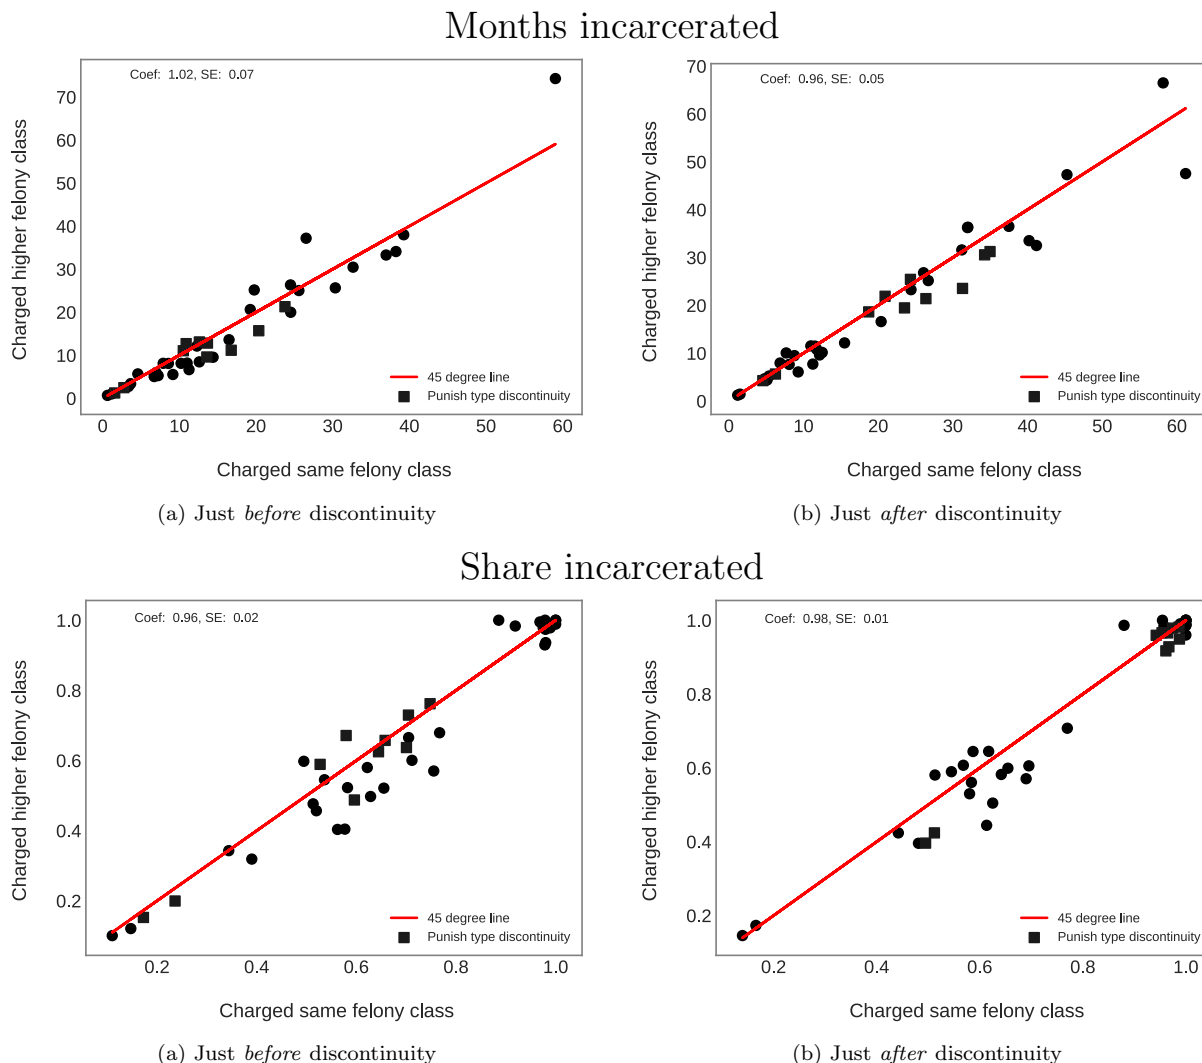 Months incarcerated
Coef: 1.02, SE: 0.07
Charged higher felony class
70
60
50
40
30
20
10
0
0 10 20 30 40 50 60
45 degree line
Punish type discontinuity
Charged same felony class
(a) Just before discontinuity
Coef: 0.96, SE: 0.05
Charged higher felony class
70
60
50
40
30
20
10
0
0 10 20 30 40 50 60
45 degree line
Punish type discontinuity
Charged same felony class
(b) Just after discontinuity
Share incarcerated
Coef: 0.96, SE: 0.02
Charged higher felony class
1.0
0.8
0.6
0.4
0.2
0.2 0.4 0.6 0.8 1.0
45 degree line
Punish type discontinuity
Charged same felony class
(a) Just before discontinuity
Coef: 0.98, SE: 0.01
Charged higher felony class
1.0
0.8
0.6
0.4
0.2
0.2 0.4 0.6 0.8 1.0
45 degree line
Punish type discontinuity
Charged same felony class
(b) Just after discontinuity